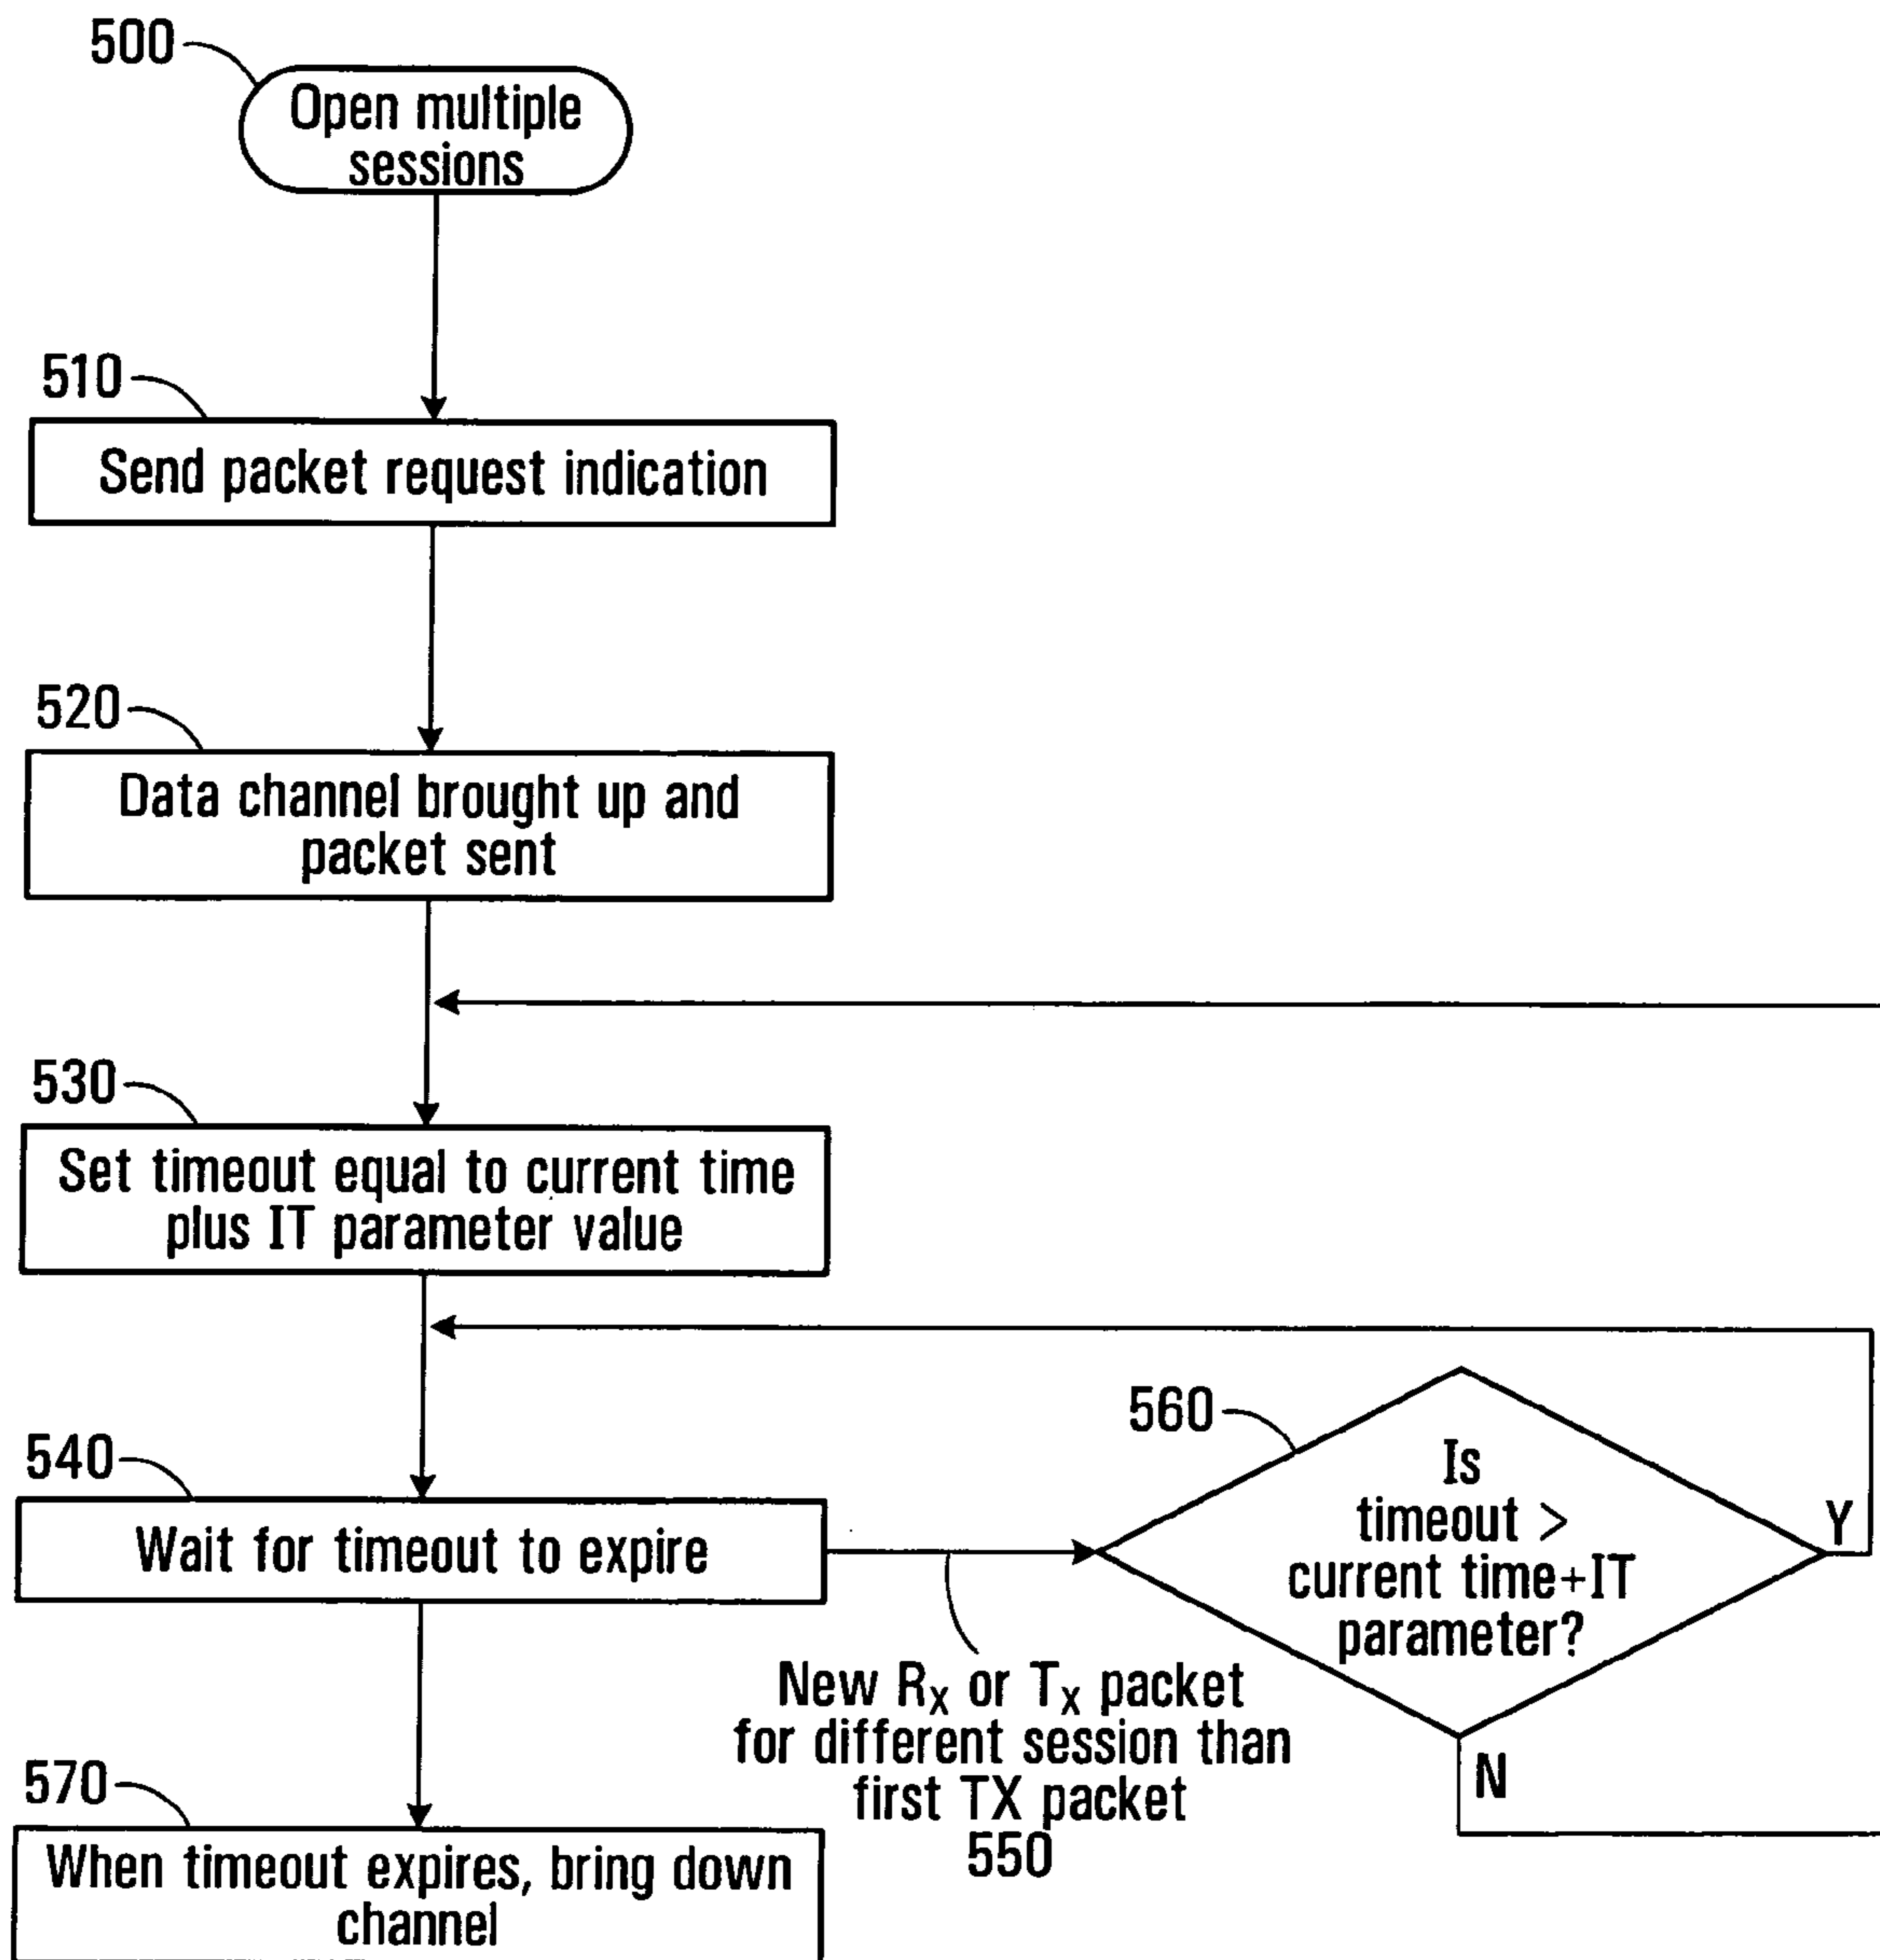 500
Open multiple
sessions
510
Send packet request indication
520
Data channel brought up and
packet sent
530
Set timeout equal to current time
plus IT parameter value
540
Wait for timeout to expire
560
Is
timeout >
current time+IT
parameter?
Y
N
New RX or TX packet
for different session than
first TX packet
550
570
When timeout expires, bring down
channel